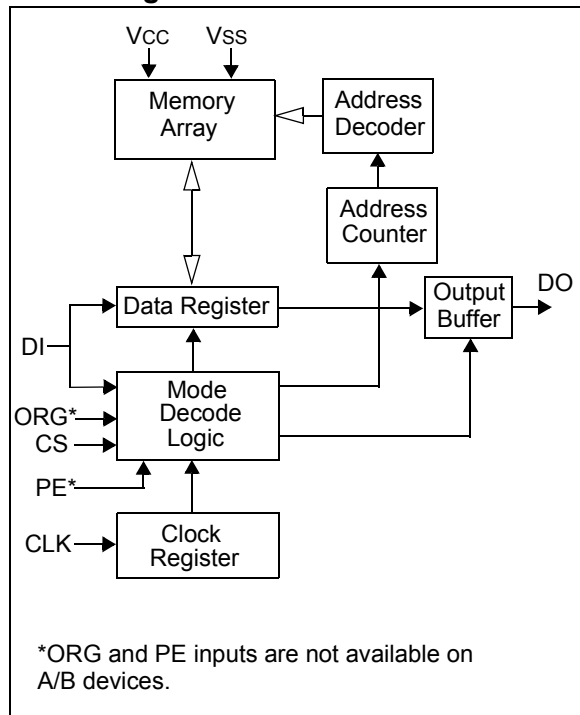 VCC
VSS
Memory
Array
Address
Decoder
Address
Counter
Data Register
Output
Buffer
DO
DI
Mode
Decode
Logic
ORG*
CS
PE*
CLK
Clock
Register
*ORG and PE inputs are not available on
A/B devices.